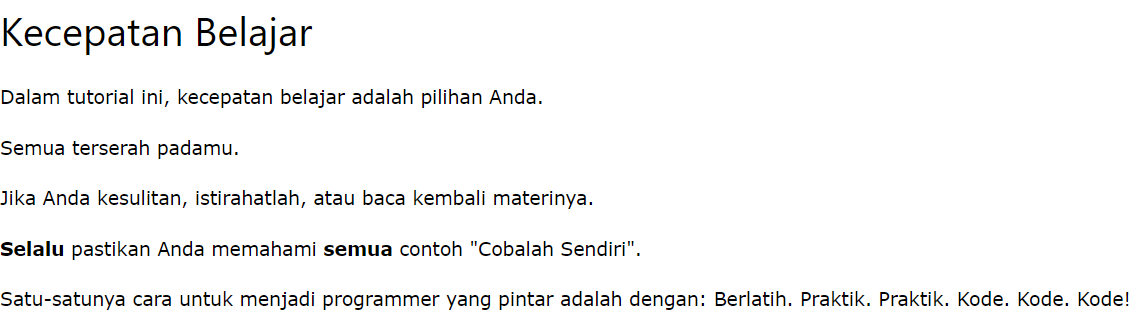 Kecepatan Belajar
Dalam tutorial ini, kecepatan belajar adalah pilihan Anda.
Semua terserah padamu.
Jika Anda kesulitan, istirahatlah, atau baca kembali materinya.
Selalu pastikan Anda memahami semua contoh "Cobalah Sendiri".
Satu-satunya cara untuk menjadi programmer yang pintar adalah dengan: Berlatih. Praktik. Praktik. Kode. Kode. Kode!